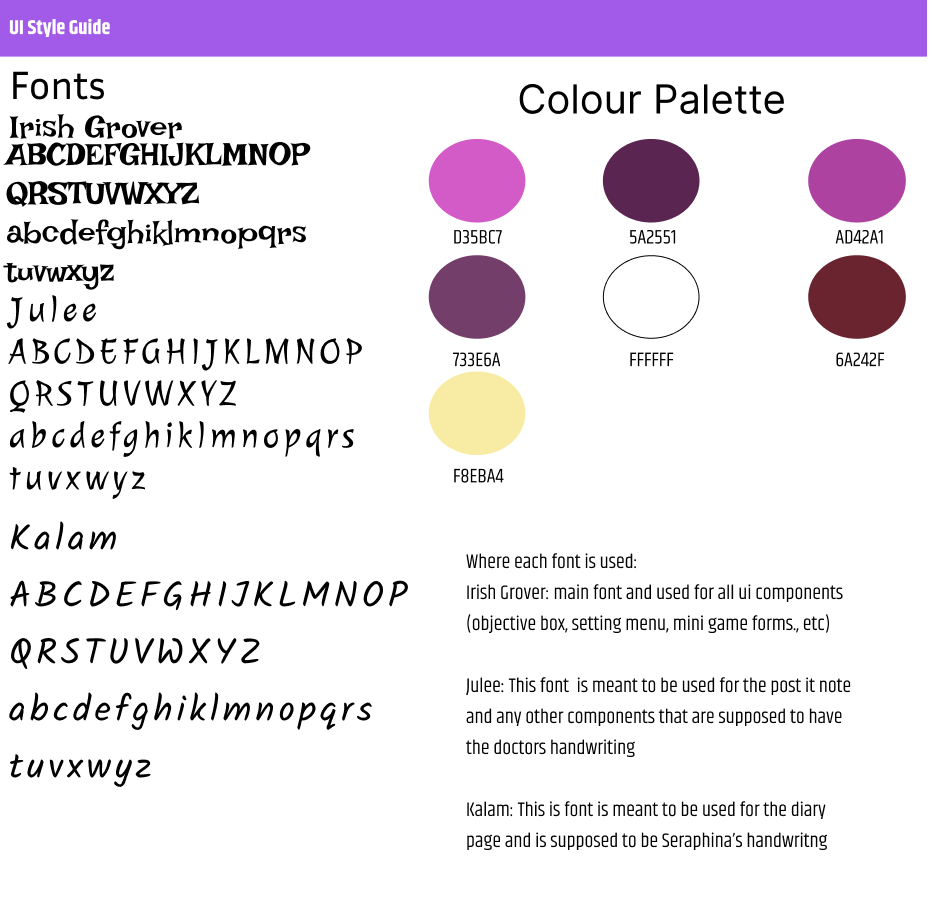 UI Style Guide
Fonts
Irish Grover
ABCDEFGHIJKLMNOP
QRSTUVWXYZ
abcdefghiklmnopqrs
tuvwxyz
Julee
ABCDEFGHIJKLMNOP
QRSTUVWXYZ
abcdefghiklmnopqrs
tuvxwyz
Kalam
ABCDEFGHIJKLMNOP
QRSTUVWXYZ
abcdefghiklmnopqrs
tuvxwyz
Colour Palette
D35BC7 5A2551 AD42A1
733E6A FFFFFF 6A242F
F8EBA4
Where each font is used:
Irish Grover: main font and used for all ui components
(objective box, setting menu, mini game forms., etc)
Julee: This font  is meant to be used for the post it note
and any other components that are supposed to have
the doctors handwriting
Kalam: This is font is meant to be used for the diary
page and is supposed to be Seraphina’s handwritng